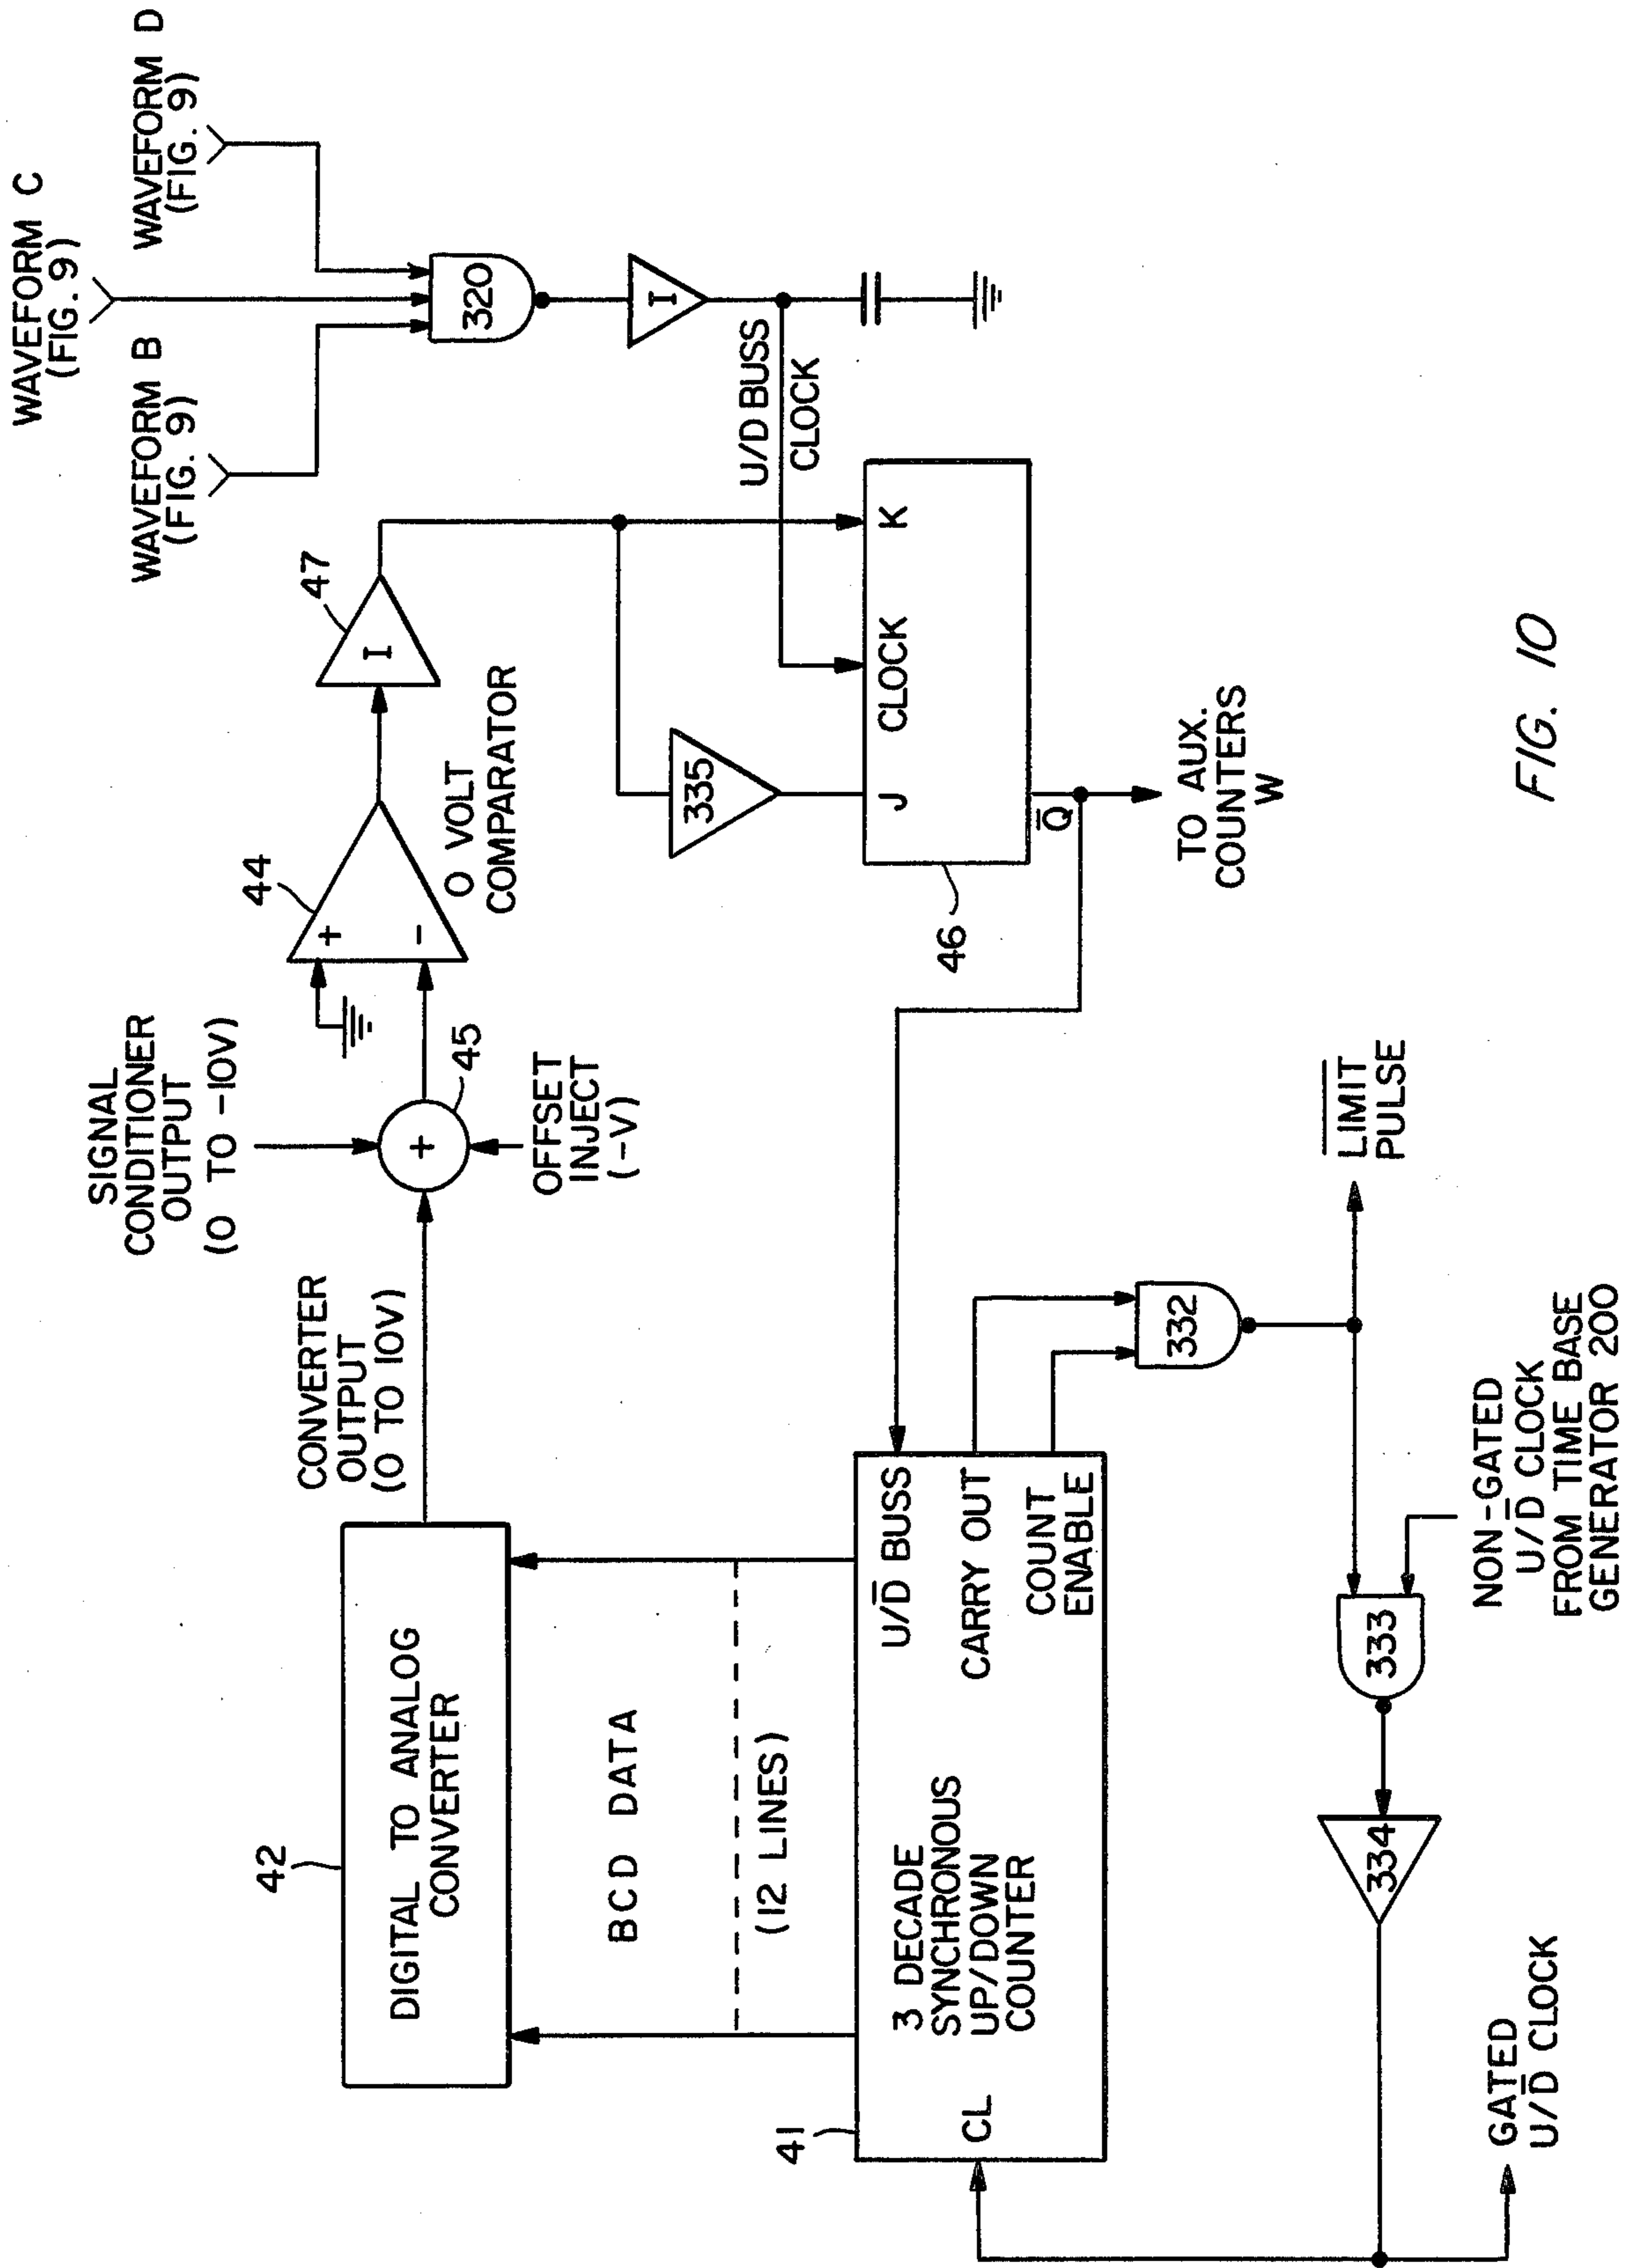 WAVEFORM C
(FIG. 9)
WAVEFORM B
(FIG. 9)
WAVEFORM D
(FIG. 9)
320
I
U/D BUSS
CLOCK
47
I
44
+
-
0 VOLT
COMPARATOR
SIGNAL
CONDITIONER
OUTPUT
(0 TO -10V)
+
45
OFFSET
INJECT
(-V)
CONVERTER
OUTPUT
(0 TO 10V)
335
J
CLOCK
K
Q̅
46
TO AUX.
COUNTERS
W
42
DIGITAL TO ANALOG
CONVERTER
BCD DATA
(12 LINES)
41
CL
3 DECADE
SYNCHRONOUS
UP/DOWN
COUNTER
U/D̅ BUSS
CARRY OUT
COUNT
ENABLE
332
L̅I̅M̅I̅T̅
PULSE
333
NON-GATED
U/D̅ CLOCK
FROM TIME BASE
GENERATOR 200
334
GATED
U/D̅ CLOCK
FIG. 10